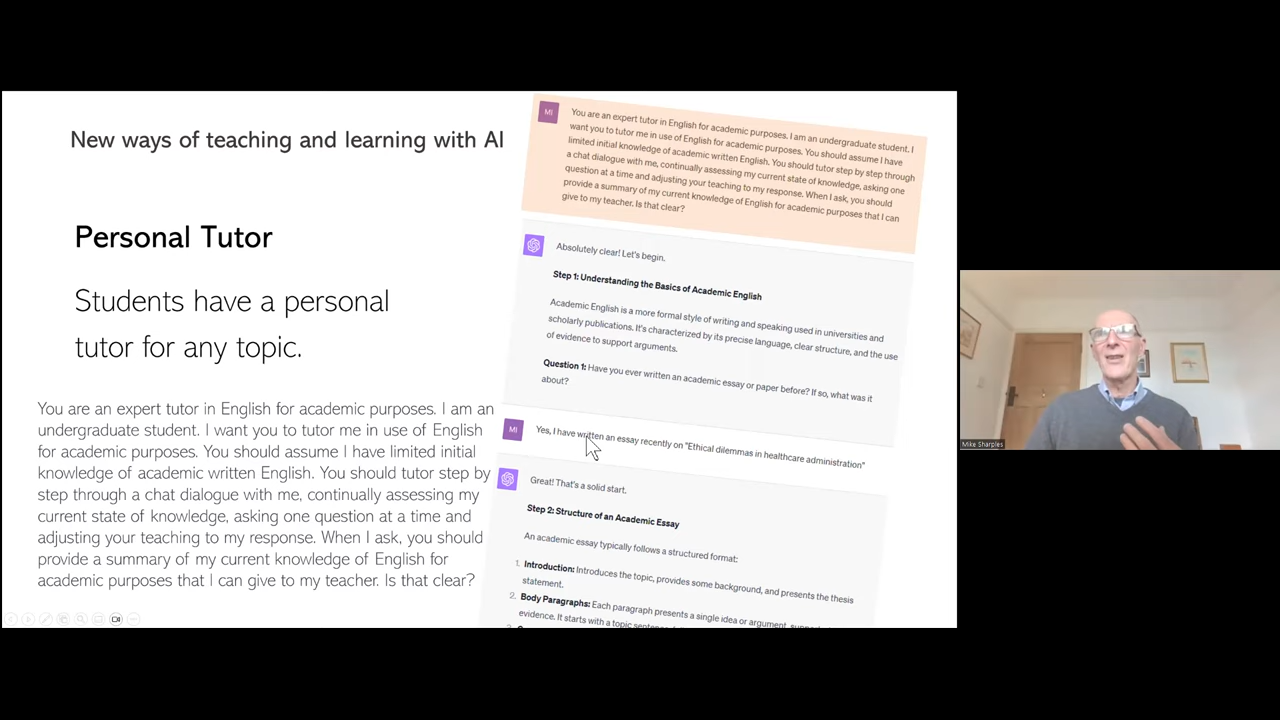 New ways of teaching and learning with AI
Personal Tutor
Students have a personal
tutor for any topic.
You are an expert tutor in English for academic purposes. I am an
undergraduate student. I want you to tutor me in use of English
for academic purposes. You should assume I have limited initial
knowledge of academic written English. You should tutor step by
step through a chat dialogue with me, continually assessing my
current state of knowledge, asking one question at a time and
adjusting your teaching to my response. When I ask, you should
provide a summary of my current knowledge of English for
academic purposes that I can give to my teacher. Is that clear?
MI
You are an expert tutor in English for academic purposes. I am an undergraduate student. I
want you to tutor me in use of English for academic purposes. You should assume I have
limited initial knowledge of academic written English. You should tutor step by step through
a chat dialogue with me, continually assessing my current state of knowledge, asking one
question at a time and adjusting your teaching to my response. When I ask, you should
provide a summary of my current knowledge of English for academic purposes that I can
give to my teacher. Is that clear?
Absolutely clear! Let's begin.
Step 1: Understanding the Basics of Academic English
Academic English is a more formal style of writing and speaking used in universities and
scholarly publications. It's characterized by its precise language, clear structure, and the use
of evidence to support arguments.
Question 1: Have you ever written an academic essay or paper before? If so, what was it
about?
MI
Yes, I have written an essay recently on "Ethical dilemmas in healthcare administration"
Great! That's a solid start.
Step 2: Structure of an Academic Essay
An academic essay typically follows a structured format:
1. Introduction: Introduces the topic, provides some background, and presents the thesis
statement.
2. Body Paragraphs: Each paragraph presents a single idea or argument,
evidence. It starts with a topic
Mike Sharples